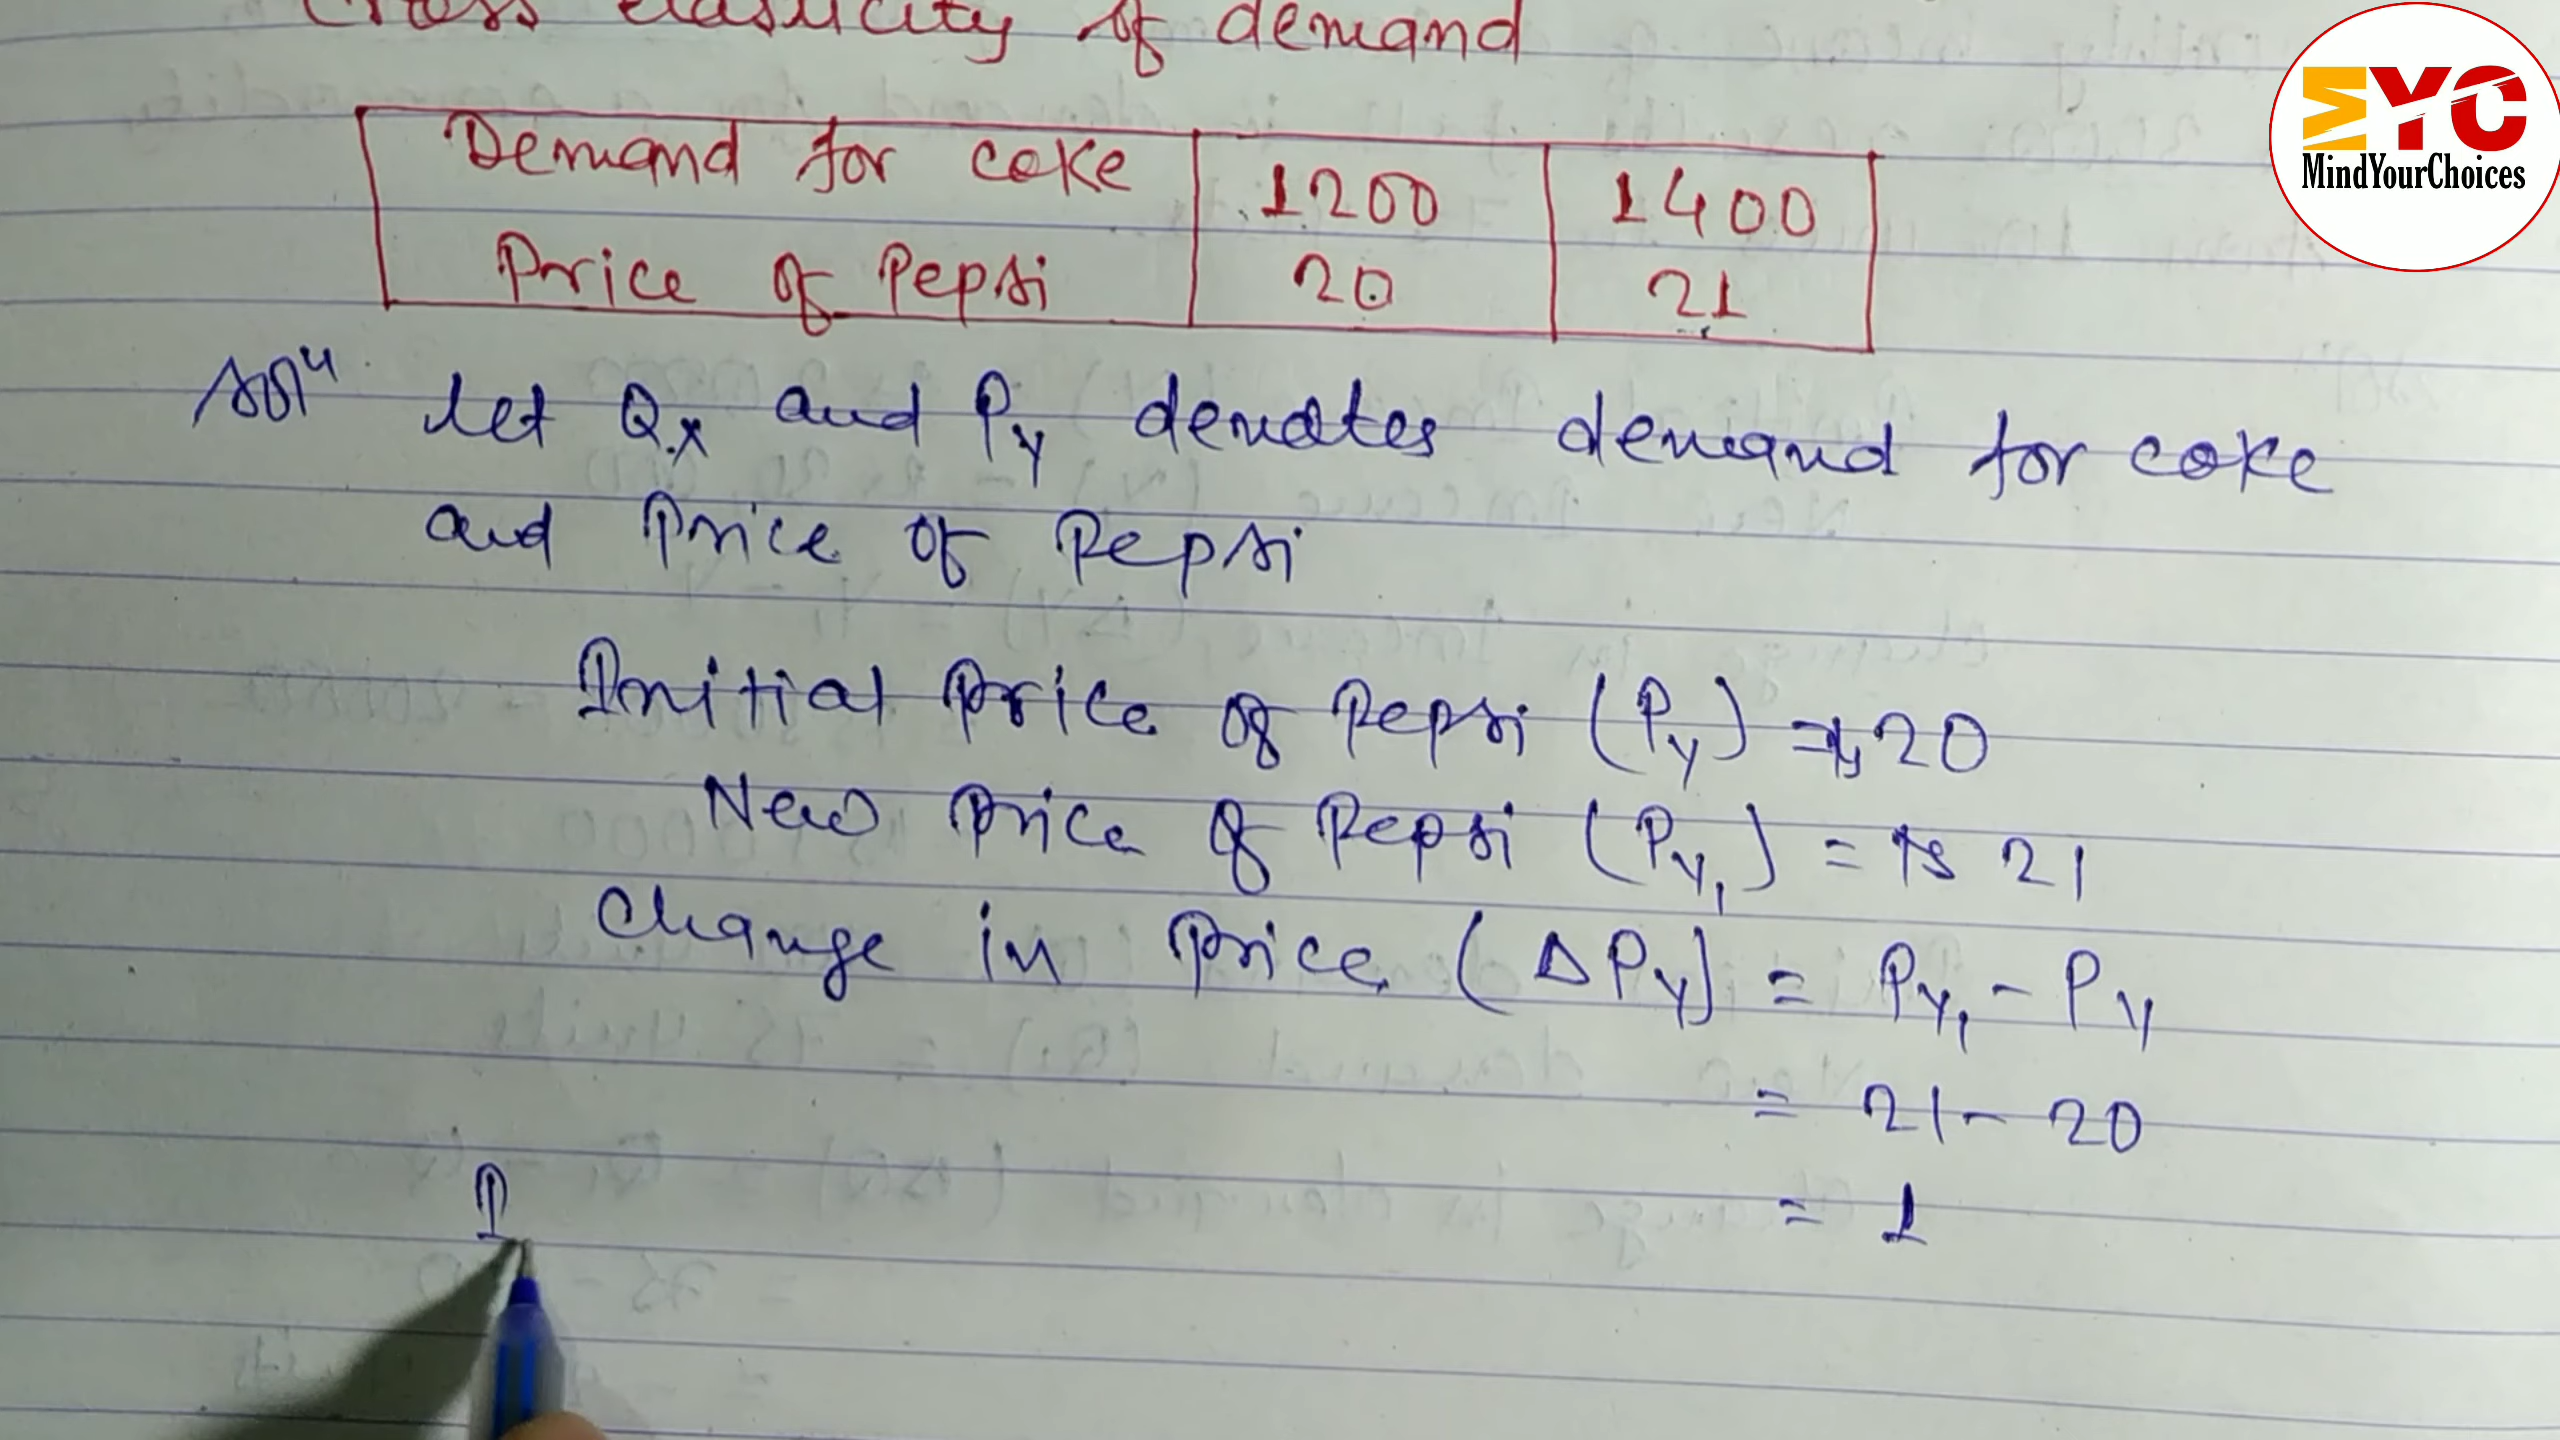 Cross elasticity of demand
MYC
MindYourChoices
Demand for coke 1200 1400
Price of Pepsi 20 21
Solⁿ Let Qx and Py denotes demand for coke
and Price of Pepsi
Initial Price of Pepsi (Py) = Rs 20
New Price of Pepsi (Py₁) = Rs 21
Change in Price (ΔPy) = Py₁ - Py
= 21 - 20
= 1
I